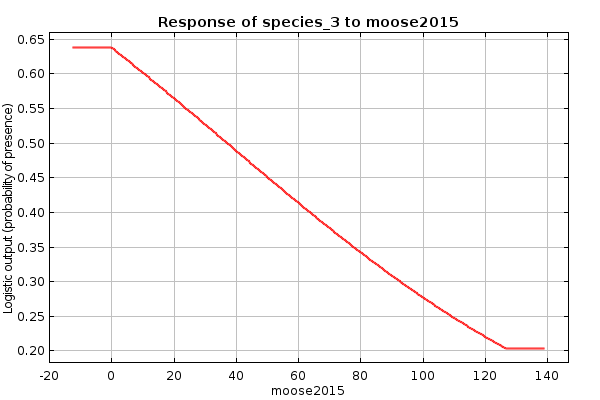 Response of species_3 to moose2015
Logistic output (probability of presence)
0.65
0.60
0.55
0.50
0.45
0.40
0.35
0.30
0.25
0.20
-20 0 20 40 60 80 100 120 140
moose2015